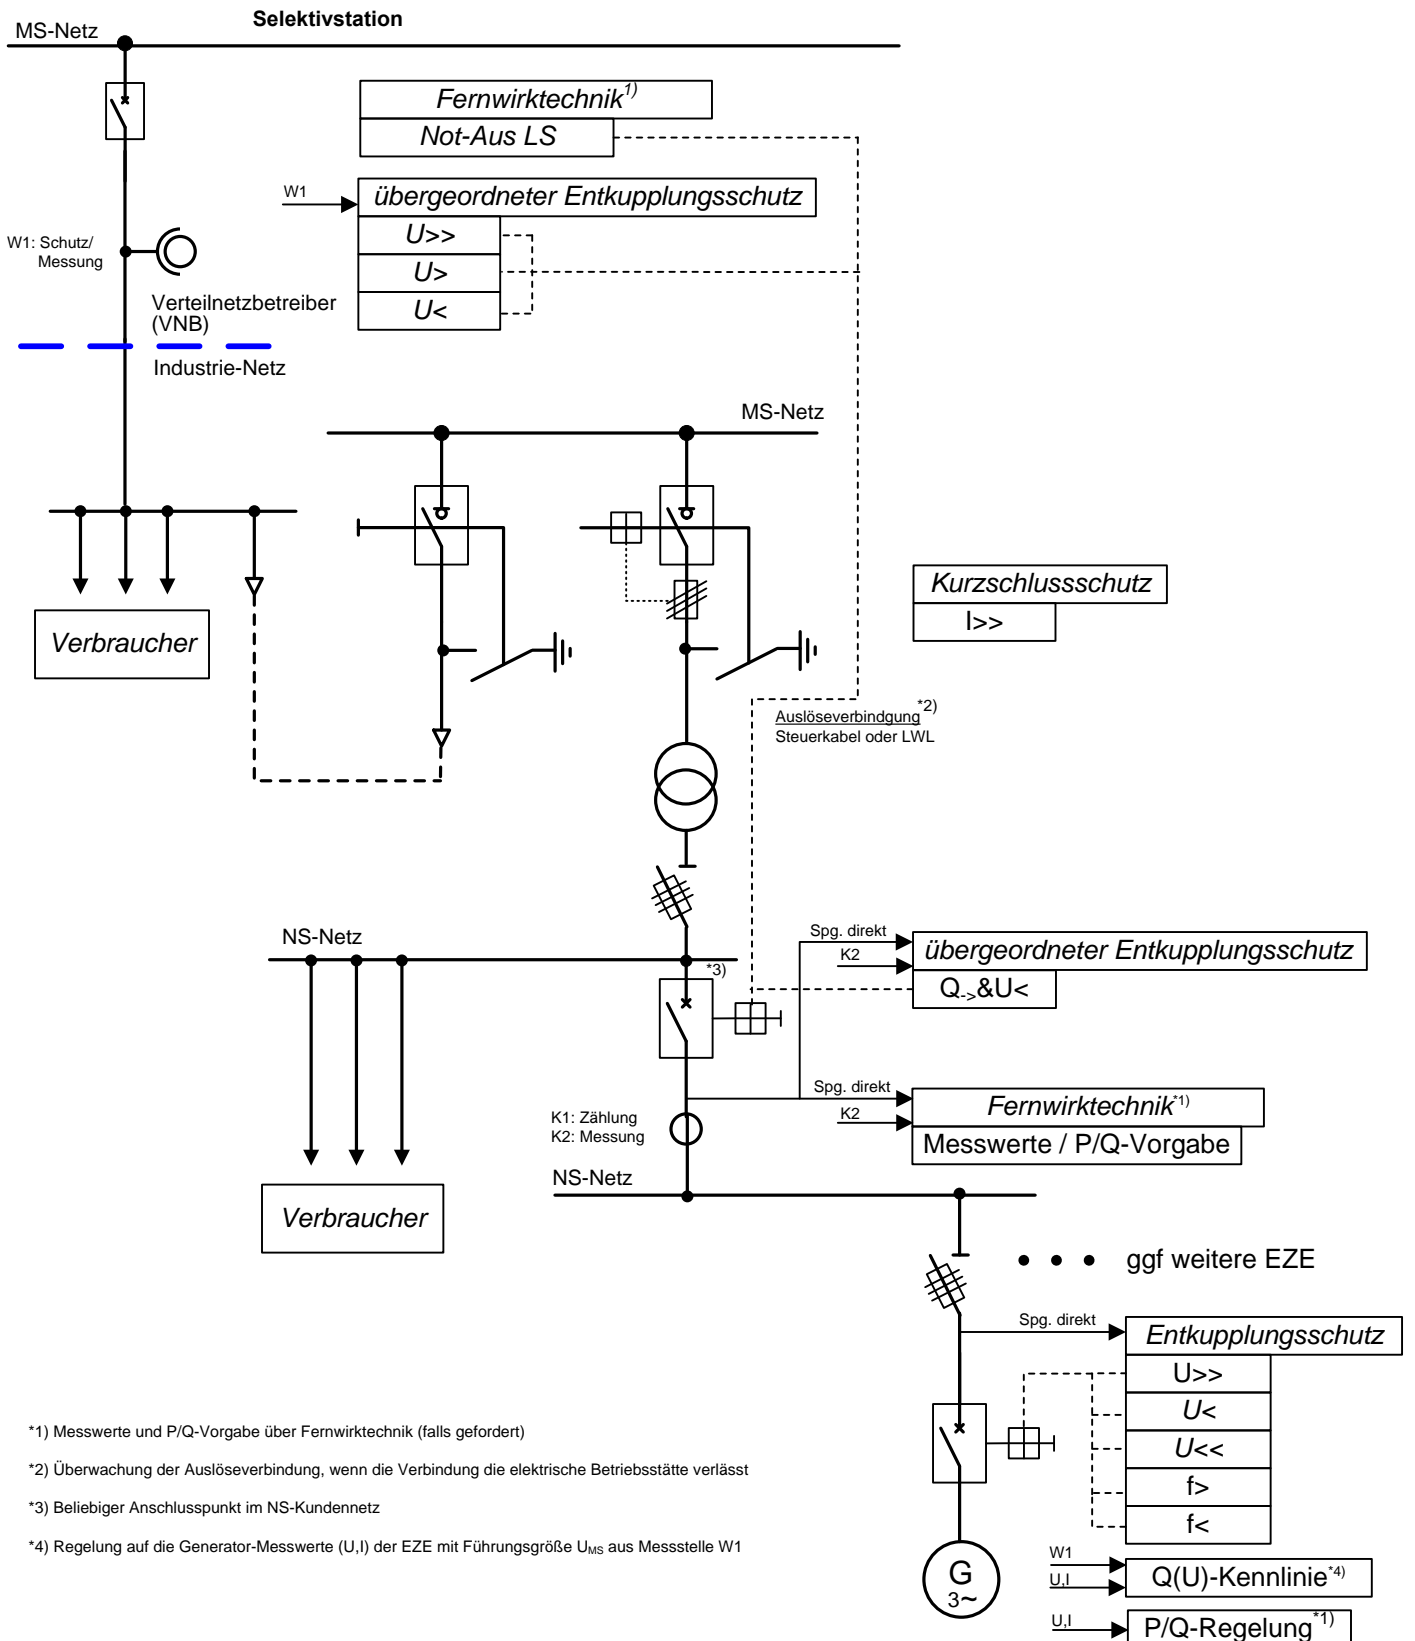 Selektivstation
MS-Netz
Fernwirktechnik1)
Not-Aus LS
W1
übergeordneter Entkupplungsschutz
U>>
U>
U<
W1: Schutz/
Messung
Verteilnetzbetreiber
(VNB)
Industrie-Netz
MS-Netz
Kurzschlussschutz
I>>
Verbraucher
Auslöseverbindgung*2)
Steuerkabel oder LWL
NS-Netz
*3)
Spg. direkt
K2
übergeordneter Entkupplungsschutz
Q->&U<
Spg. direkt
K2
Fernwirktechnik*1)
Messwerte / P/Q-Vorgabe
K1: Zählung
K2: Messung
NS-Netz
Verbraucher
ggf weitere EZE
Spg. direkt
Entkupplungsschutz
U>>
U<
U<<
f>
f<
W1
U,I
Q(U)-Kennlinie*4)
U,I
P/Q-Regelung*1)
G
3~
*1) Messwerte und P/Q-Vorgabe über Fernwirktechnik (falls gefordert)
*2) Überwachung der Auslöseverbindung, wenn die Verbindung die elektrische Betriebsstätte verlässt
*3) Beliebiger Anschlusspunkt im NS-Kundennetz
*4) Regelung auf die Generator-Messwerte (U,I) der EZE mit Führungsgröße UMS aus Messstelle W1